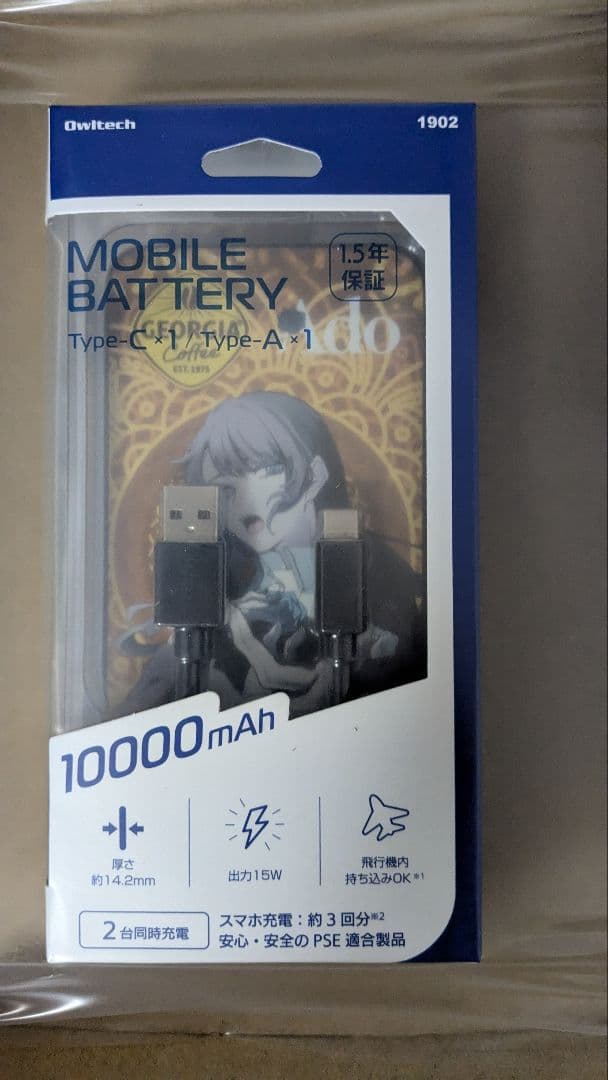 Owltech
1902
MOBILE
BATTERY
1.5年
保証
Type-C×1 / Type-A×1
GEORGIA
Coffee
EST. 1975
Ado
10000mAh
厚さ
約14.2mm
出力15W
飛行機内
持ち込みOK※1
2台同時充電
スマホ充電：約3回分※2
安心・安全のPSE適合製品